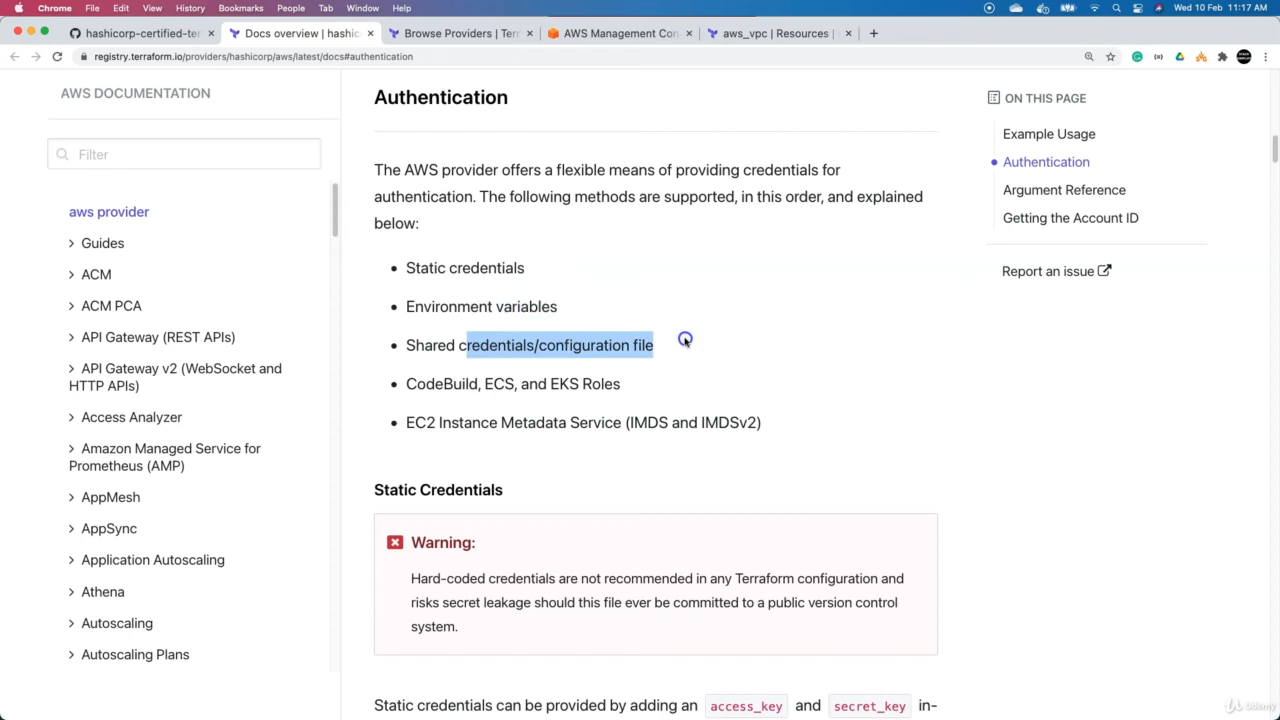 Chrome File Edit View History Bookmarks People Tab Window Help Wed 10 Feb 11:17 AM
hashicorp-certified-ter × Docs overview | hashic × Browse Providers | Terr × AWS Management Con × aws_vpc | Resources | × +
registry.terraform.io/providers/hashicorp/aws/latest/docs#authentication
AWS DOCUMENTATION
Filter
aws provider
Guides
ACM
ACM PCA
API Gateway (REST APIs)
API Gateway v2 (WebSocket and
HTTP APIs)
Access Analyzer
Amazon Managed Service for
Prometheus (AMP)
AppMesh
AppSync
Application Autoscaling
Athena
Autoscaling
Autoscaling Plans
Authentication
The AWS provider offers a flexible means of providing credentials for
authentication. The following methods are supported, in this order, and explained
below:
• Static credentials
• Environment variables
• Shared credentials/configuration file
• CodeBuild, ECS, and EKS Roles
• EC2 Instance Metadata Service (IMDS and IMDSv2)
Static Credentials
Warning:
Hard-coded credentials are not recommended in any Terraform configuration and
risks secret leakage should this file ever be committed to a public version control
system.
Static credentials can be provided by adding an access_key and secret_key in-
ON THIS PAGE
Example Usage
Authentication
Argument Reference
Getting the Account ID
Report an issue
Udemy